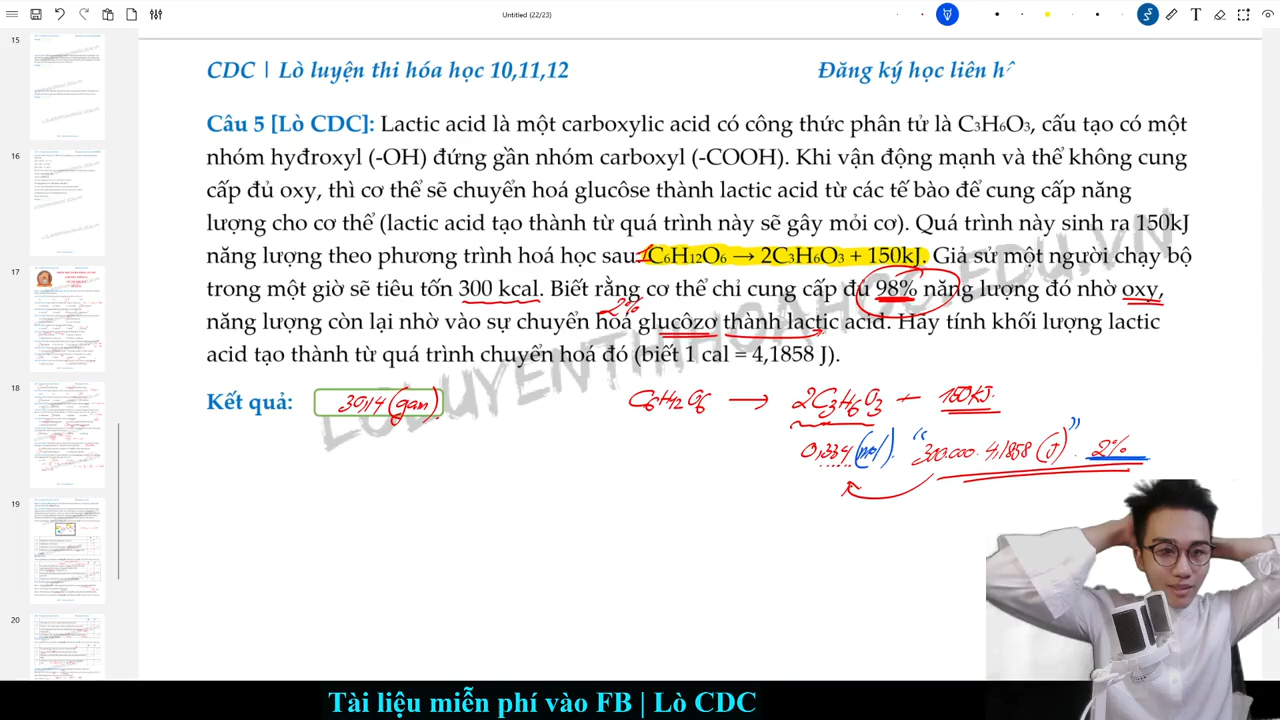 Untitled (22/23)
15
16
17
18
19
20
CDC | Lò luyện thi hóa học 10,11,12
Đăng ký học liên h
Câu 5 [Lò CDC]: Lactic acid là một carboxylic acid có công thức phân tử là C₃H₆O₃, cấu tạo có một
nhóm hydroxyl (-OH) đứng gần nhóm carboxyl (-COOH). Khi vận động mạnh và thể không cung
cấp đủ oxy, thì cơ thể sẽ chuyển hoá glucôse thành lactic acid từ các tế bào để cung cấp năng
lượng cho cơ thể (lactic acid tạo thành từ quá trình này sẽ gây mỏi cơ). Quá trình này sinh ra 150kJ
năng lượng theo phương trình hoá học sau: C₆H₁₂O₆ → 2C₃H₆O₃ + 150kJ. Giả sử một người chạy bộ
trong một giờ sẽ tiêu tốn 300 kcal. Biết rằng cơ thể chỉ cung cấp đủ 98% năng lượng đó nhờ oxy,
2%
năng lượng còn lại nhờ vào sự chuyển hoá glucozo thành lactic acid. Hãy tính khối lượng lactic
acid tạo thành từ quá trình chuyển hoá đó (biết 1 cal = 4,1858 J).
Kết quả: 30,14 (gam)
C₆H₁₂O₆ → 2C₃H₆O₃ + 150kJ.
(mol) " 300.000. 4,1858 (J) . 2% "
Tài liệu miễn phí vào FB | Lò CDC